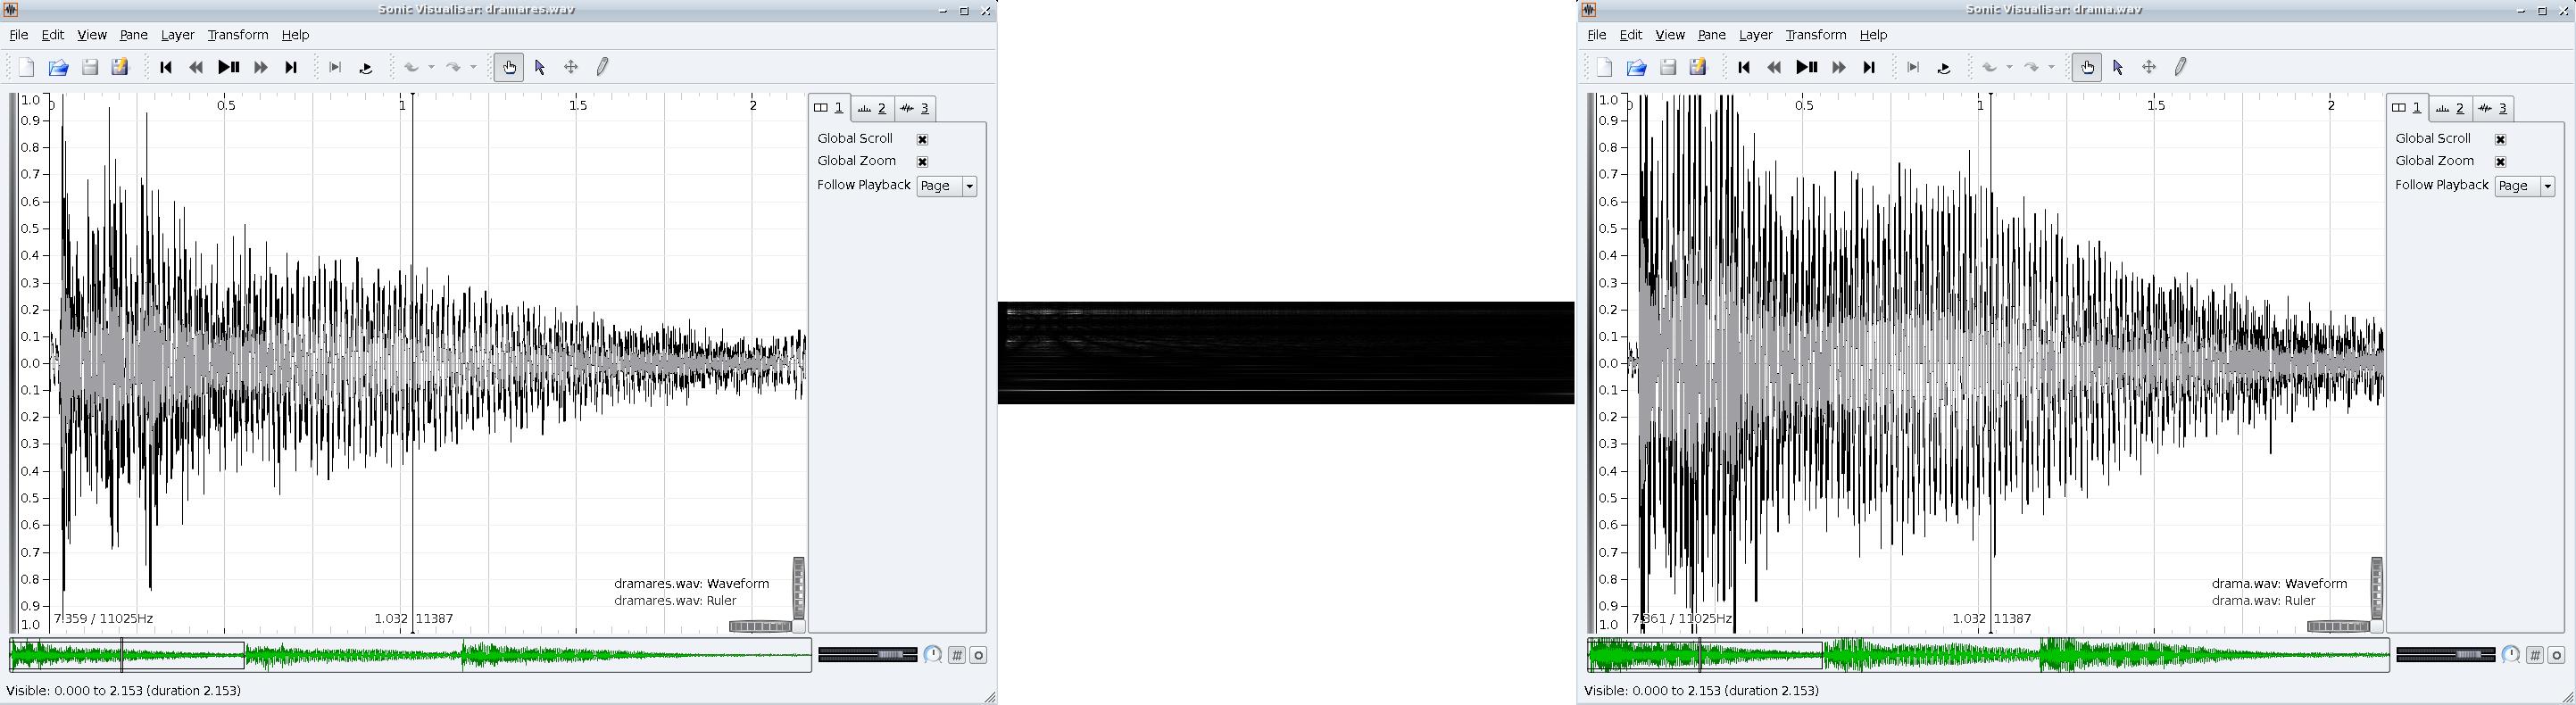 Sonic Visualiser: dramares.wav
File Edit View Pane Layer Transform Help
1.0 0 0.5 1 1.5 2
0.9
0.8
0.7
0.6
0.5
0.4
0.3
0.2
0.1
0.0
0.1
0.2
0.3
0.4
0.5
0.6
0.7
0.8
0.9
1.0
dramares.wav: Waveform
dramares.wav: Ruler
7.359 / 11025Hz 1.032 11387
1 2 3
Global Scroll
Global Zoom
Follow Playback Page
Visible: 0.000 to 2.153 (duration 2.153)
Sonic Visualiser: drama.wav
File Edit View Pane Layer Transform Help
1.0 0 0.5 1 1.5 2
0.9
0.8
0.7
0.6
0.5
0.4
0.3
0.2
0.1
0.0
0.1
0.2
0.3
0.4
0.5
0.6
0.7
0.8
0.9
1.0
drama.wav: Waveform
drama.wav: Ruler
7.361 / 11025Hz 1.032 11387
1 2 3
Global Scroll
Global Zoom
Follow Playback Page
Visible: 0.000 to 2.153 (duration 2.153)